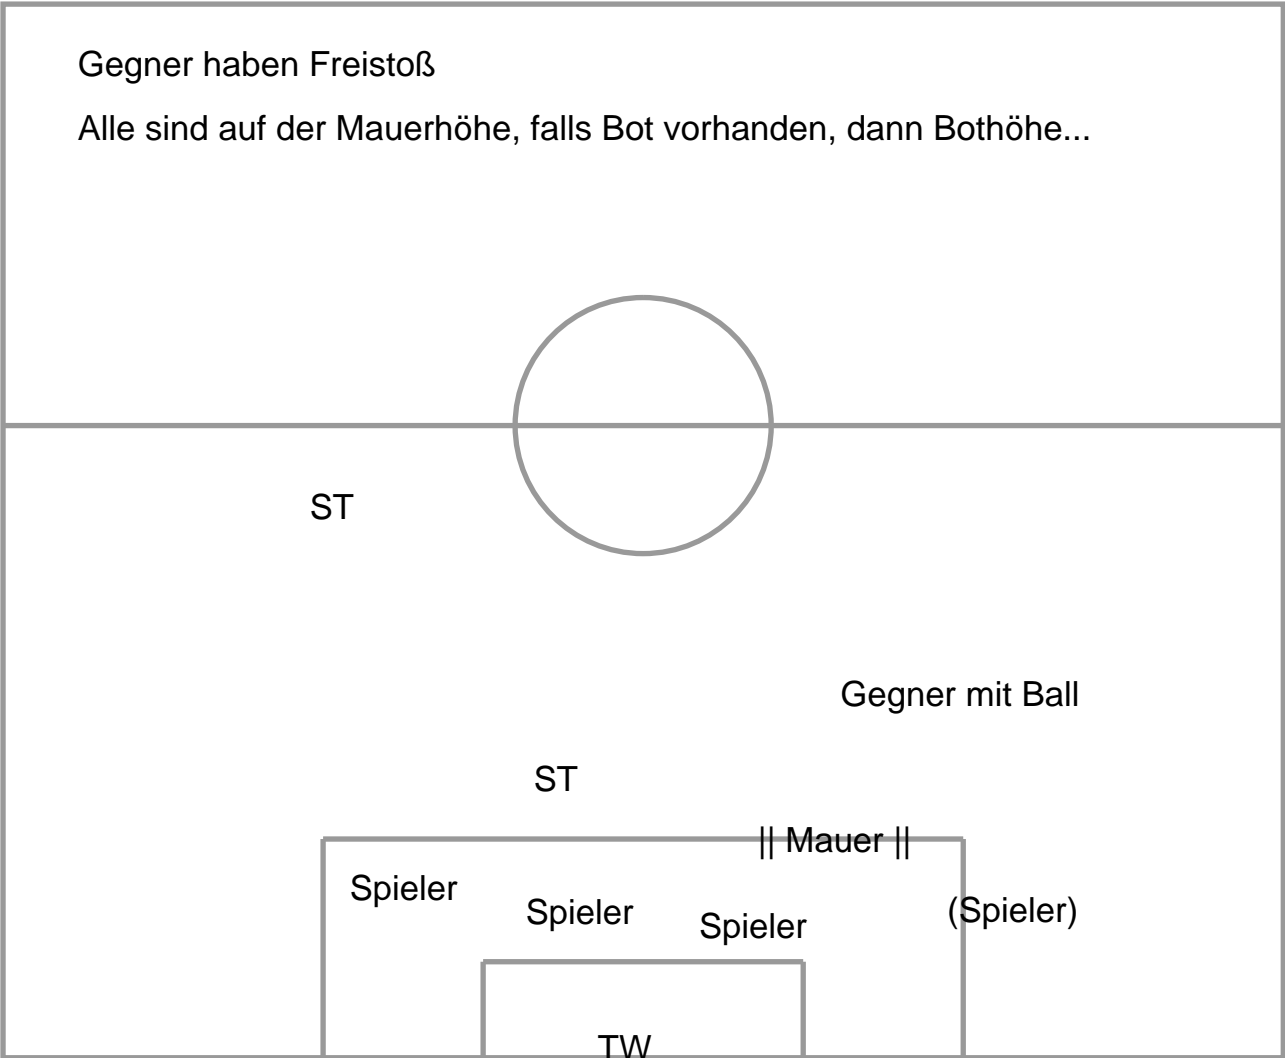 Gegner haben Freistoß
Alle sind auf der Mauerhöhe, falls Bot vorhanden, dann Bothöhe...
ST
Gegner mit Ball
ST
|| Mauer ||
Spieler
Spieler
Spieler
(Spieler)
TW